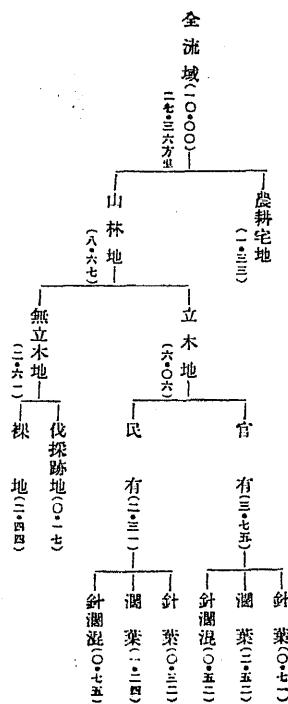 全流域(一〇・〇〇)
二七・三六方里
農耕宅地
(一・三三)
山林地
(八・六七)
立木地
(六・〇六)
無立木地
(二・六一)
官有(三・七五)
民有(二・三一)
伐採跡地(〇・一七)
裸地(二・四四)
針葉(〇・七一)
濶葉(二・五二)
針濶混(〇・五二)
針葉(〇・三二)
濶葉(一・二四)
針濶混(〇・七五)